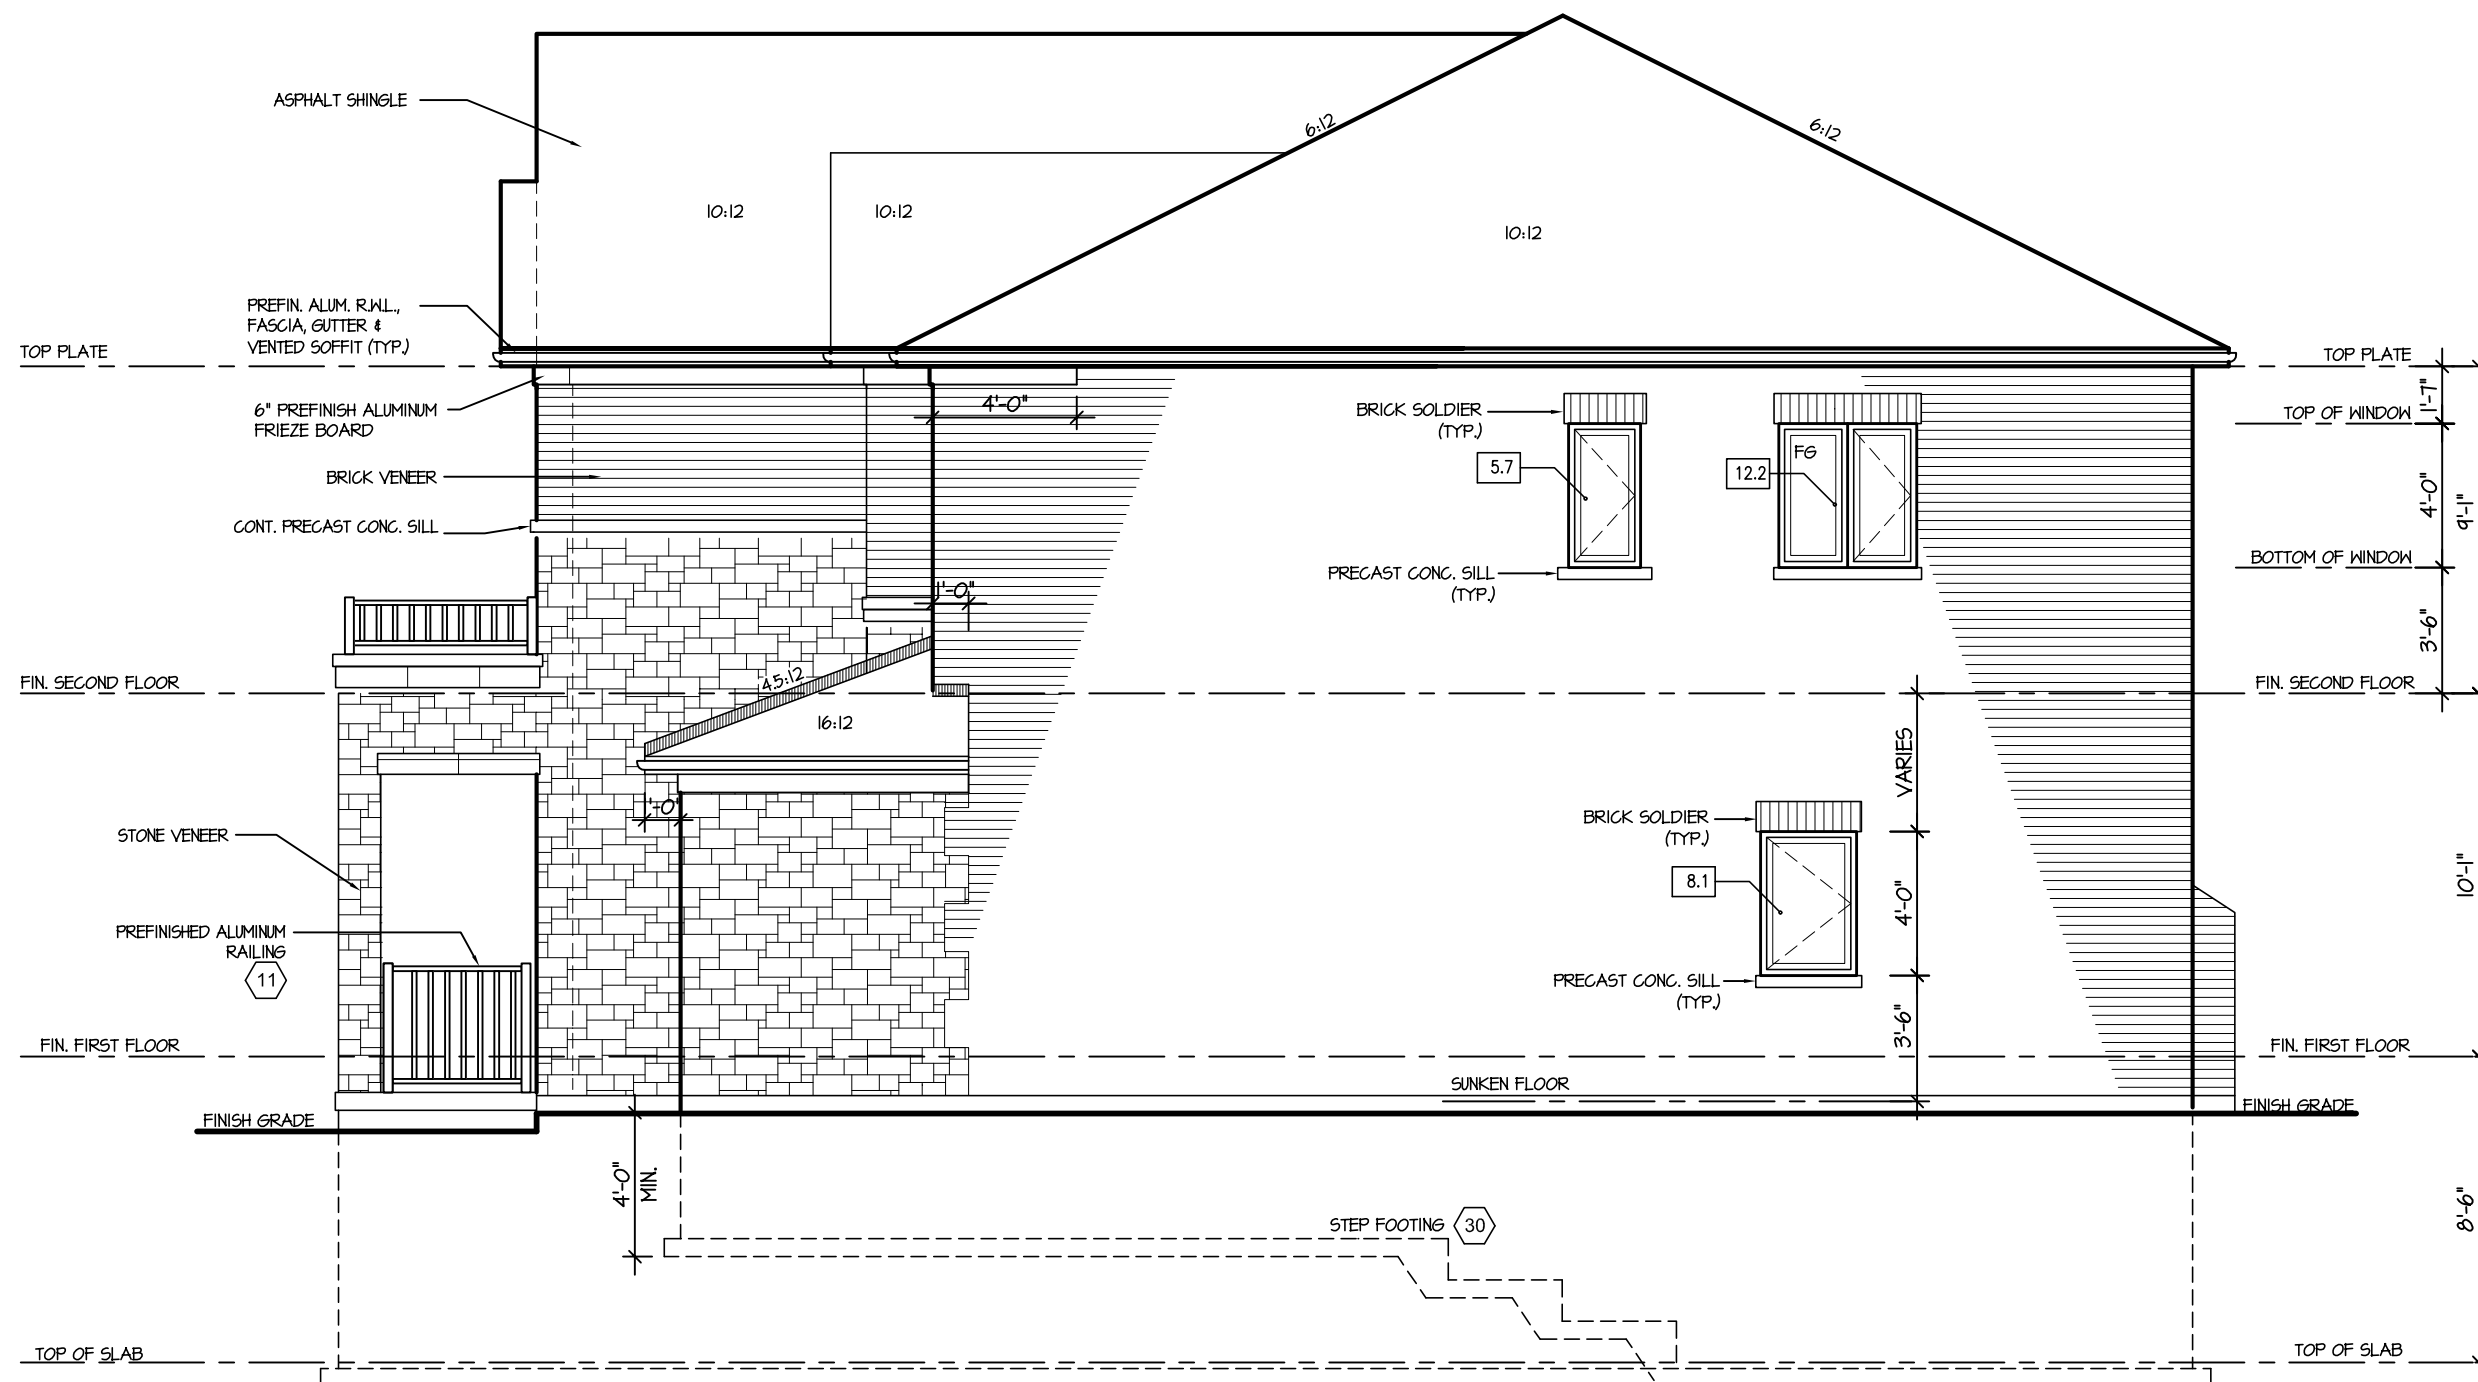 6:12
6:12
ASPHALT SHINGLE
10:12
10:12
10:12
PREFIN. ALUM. R.W.L.,
FASCIA, GUTTER &
VENTED SOFFIT (TYP.)
TOP PLATE
TOP PLATE
1'-7"
6" PREFINISH ALUMINUM
FRIEZE BOARD
4'-0"
BRICK SOLDIER
(TYP.)
TOP OF WINDOW
FG
5.7
12.2
BRICK VENEER
4'-0"
9'-1"
CONT. PRECAST CONC. SILL
BOTTOM OF WINDOW
PRECAST CONC. SILL
(TYP.)
1'-0"
3'-6"
4.5:12
FIN. SECOND FLOOR
FIN. SECOND FLOOR
16:12
VARIES
1'-0"
BRICK SOLDIER
(TYP.)
STONE VENEER
8.1
4'-0"
10'-1"
PREFINISHED ALUMINUM
RAILING
11
PRECAST CONC. SILL
(TYP.)
3'-6"
FIN. FIRST FLOOR
FIN. FIRST FLOOR
SUNKEN FLOOR
FINISH GRADE
FINISH GRADE
4'-0"
MIN.
8'-6"
STEP FOOTING
30
TOP OF SLAB
TOP OF SLAB